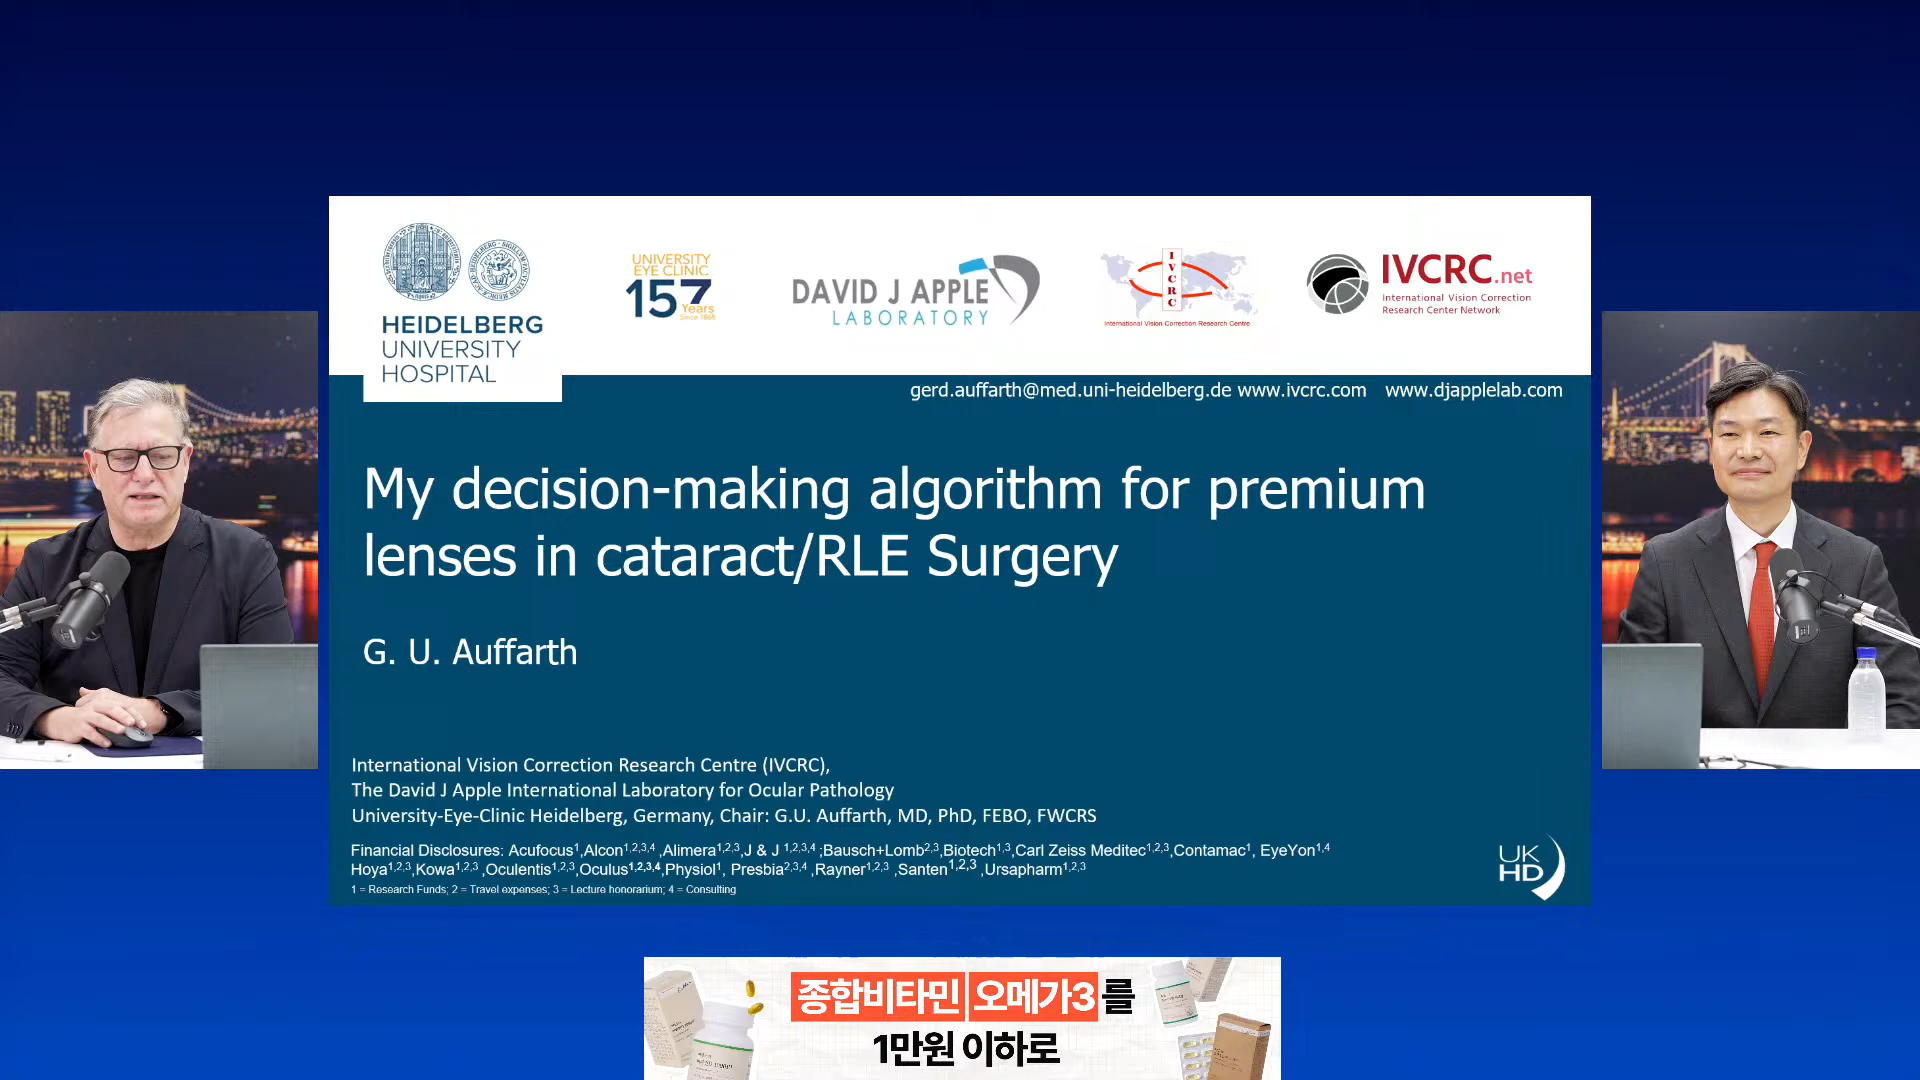 HEIDELBERG
UNIVERSITY
HOSPITAL
UNIVERSITY
EYE CLINIC
157
Years
Since 1868
DAVID J APPLE
LABORATORY
IVCRC
International Vision Correction Research Centre
IVCRC.net
International Vision Correction
Research Center Network
gerd.auffarth@med.uni-heidelberg.de www.ivcrc.com www.djapplelab.com
My decision-making algorithm for premium
lenses in cataract/RLE Surgery
G. U. Auffarth
International Vision Correction Research Centre (IVCRC),
The David J Apple International Laboratory for Ocular Pathology
University-Eye-Clinic Heidelberg, Germany, Chair: G.U. Auffarth, MD, PhD, FEBO, FWCRS
Financial Disclosures: Acufocus1,Alcon1,2,3,4 ,Alimera1,2,3,J & J 1,2,3,4 ;Bausch+Lomb2,3,Biotech1,3,Carl Zeiss Meditec1,2,3,Contamac1, EyeYon1,4
Hoya1,2,3,Kowa1,2,3 ,Oculentis1,2,3,Oculus1,2,3,4,Physiol1, Presbia2,3,4 ,Rayner1,2,3 ,Santen1,2,3 ,Ursapharm1,2,3
1 = Research Funds; 2 = Travel expenses; 3 = Lecture honorarium; 4 = Consulting
UK
HD
종합비타민 오메가3를
1만원 이하로